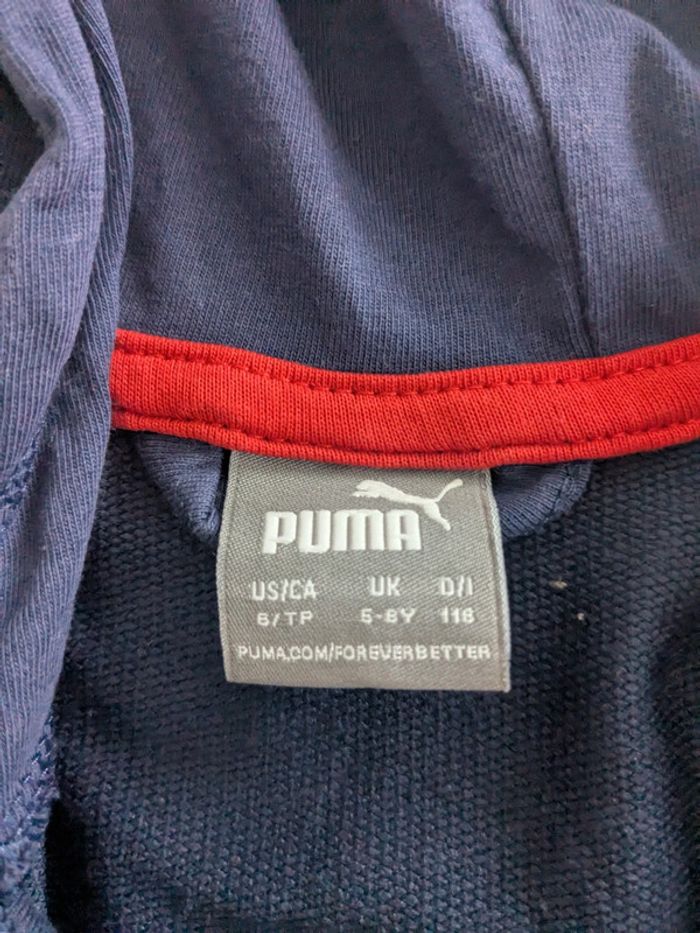 PUMA
US/CA UK D/I
6/TP 5-6Y 116
PUMA.COM/FOREVERBETTER